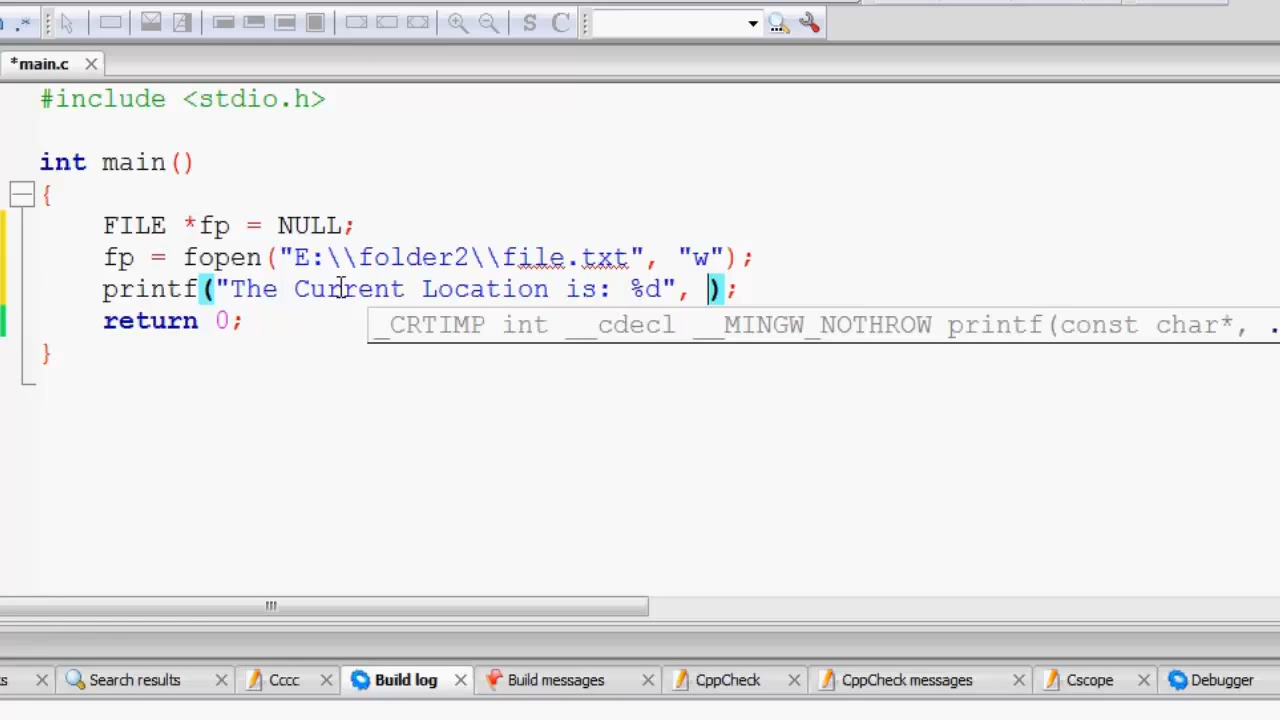 S C
*main.c
#include <stdio.h>
int main()
{
FILE *fp = NULL;
fp = fopen("E:\\folder2\\file.txt", "w");
printf("The Current Location is: %d", );
return 0;
_CRTIMP int __cdecl __MINGW_NOTHROW printf(const char*, .
}
Search results Cccc Build log Build messages CppCheck CppCheck messages Cscope Debugger